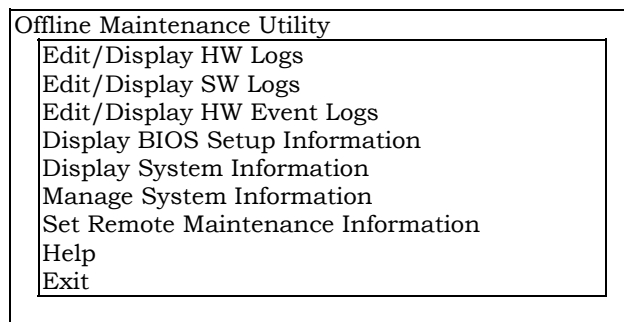 Offline Maintenance Utility
Edit/Display HW Logs
Edit/Display SW Logs
Edit/Display HW Event Logs
Display BIOS Setup Information
Display System Information
Manage System Information
Set Remote Maintenance Information
Help
Exit